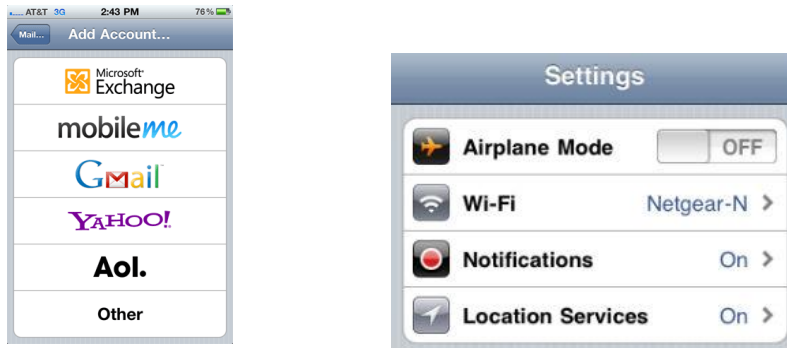 AT&T 3G 2:43 PM 76%
Mail... Add Account...
Microsoft
Exchange
mobileme
Gmail
YAHOO!
Aol.
Other
Settings
Airplane Mode OFF
Wi-Fi Netgear-N
Notifications On
Location Services On